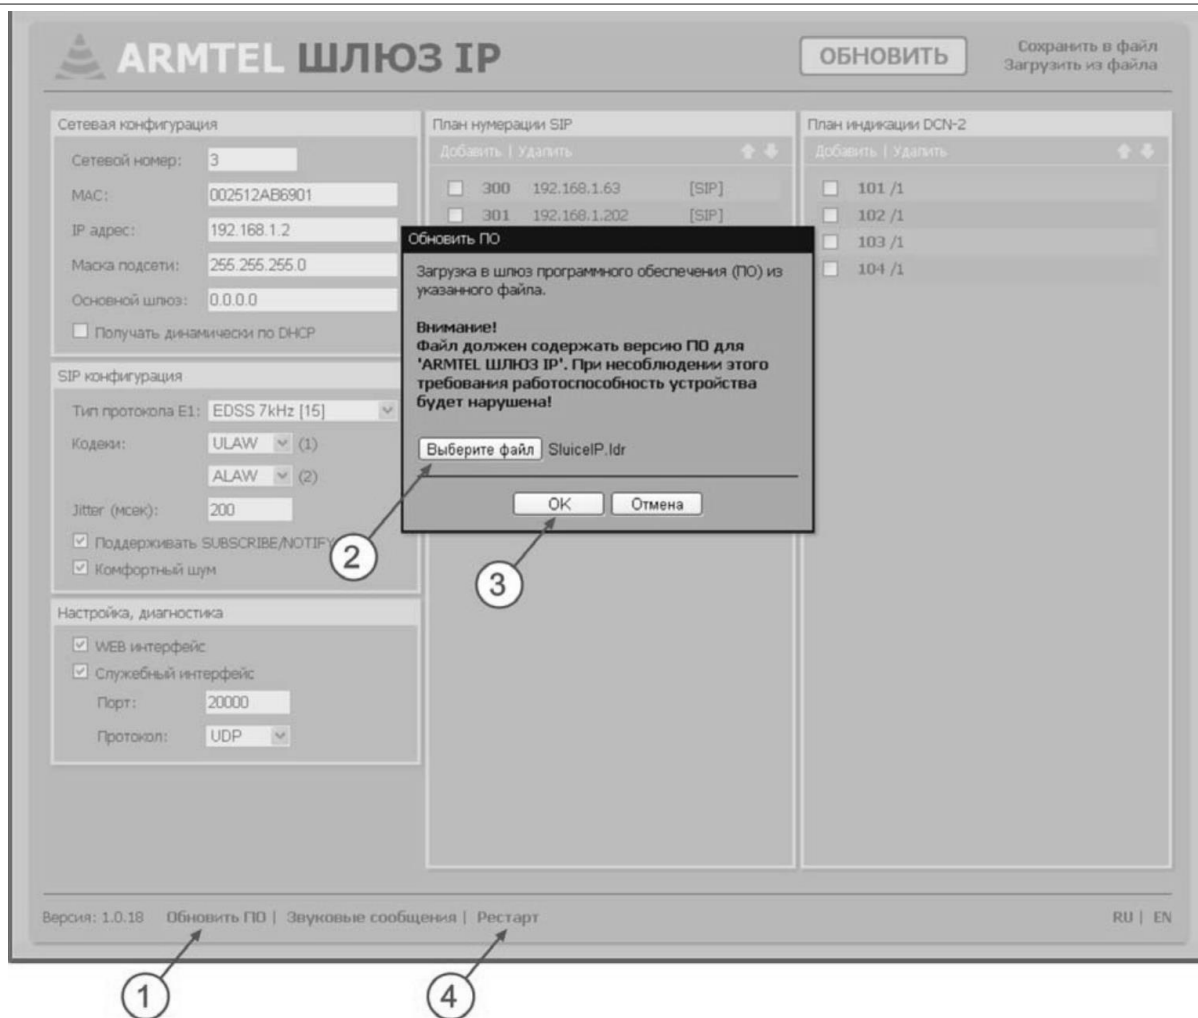 ARMTEL ШЛЮЗ IP
ОБНОВИТЬ
Сохранить в файл
Загрузить из файла
Сетевая конфигурация
Сетевой номер: 3
MAC: 002512AB6901
IP адрес: 192.168.1.2
Маска подсети: 255.255.255.0
Основной шлюз: 0.0.0.0
Получать динамически по DHCP
SIP конфигурация
Тип протокола E1: EDSS 7kHz [15]
Кодеки: ULAW (1)
ALAW (2)
Jitter (мсек): 200
Поддерживать SUBSCRIBE/NOTIFY
Комфортный шум
Настройка, диагностика
WEB интерфейс
Служебный интерфейс
Порт: 20000
Протокол: UDP
План нумерации SIP
Добавить | Удалить
300 192.168.1.63 [SIP]
301 192.168.1.202 [SIP]
План индикации DCN-2
Добавить | Удалить
101 /1
102 /1
103 /1
104 /1
Обновить ПО
Загрузка в шлюз программного обеспечения (ПО) из
указанного файла.
Внимание!
Файл должен содержать версию ПО для
'ARMTEL ШЛЮЗ IP'. При несоблюдении этого
требования работоспособность устройства
будет нарушена!
Выберите файл SluiceIP.ldr
OK Отмена
2
3
Версия: 1.0.18 Обновить ПО | Звуковые сообщения | Рестарт
RU | EN
1
4